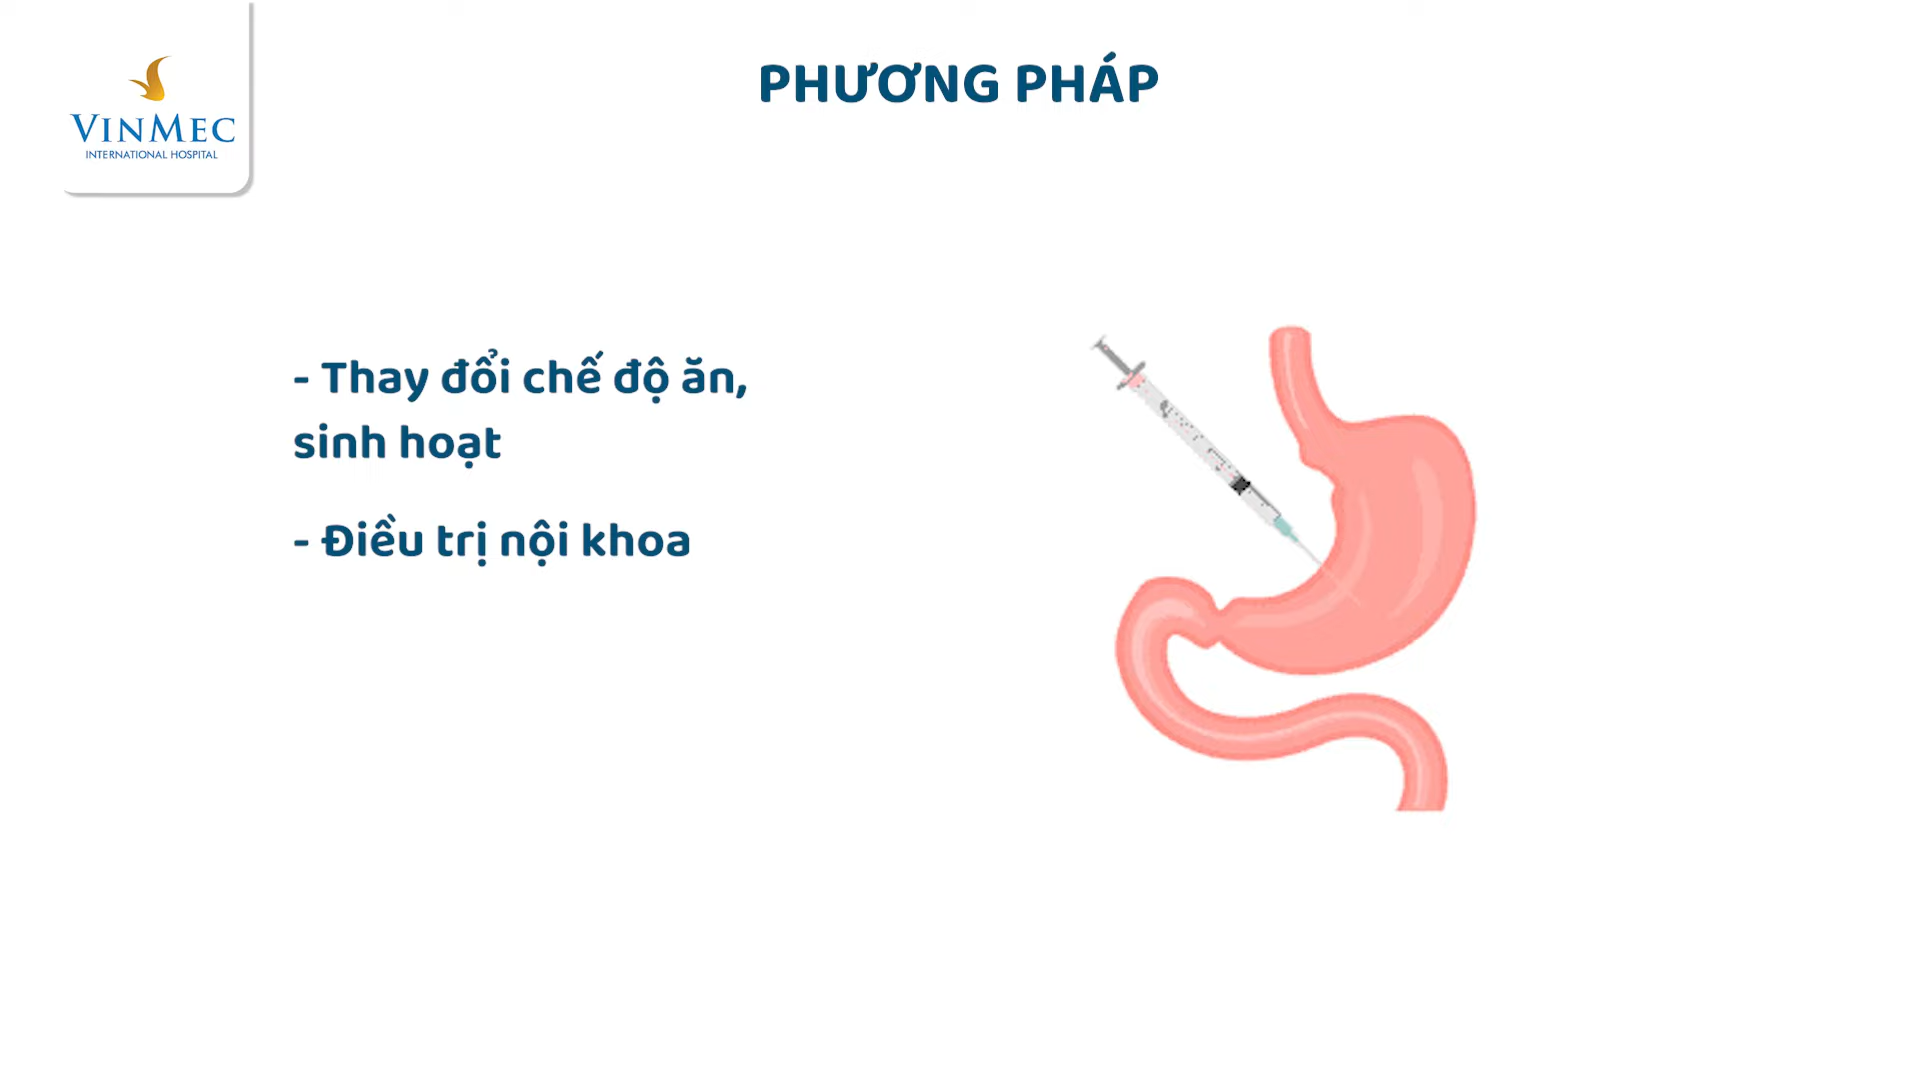 VINMEC
INTERNATIONAL HOSPITAL
PHƯƠNG PHÁP
- Thay đổi chế độ ăn,
sinh hoạt
- Điều trị nội khoa